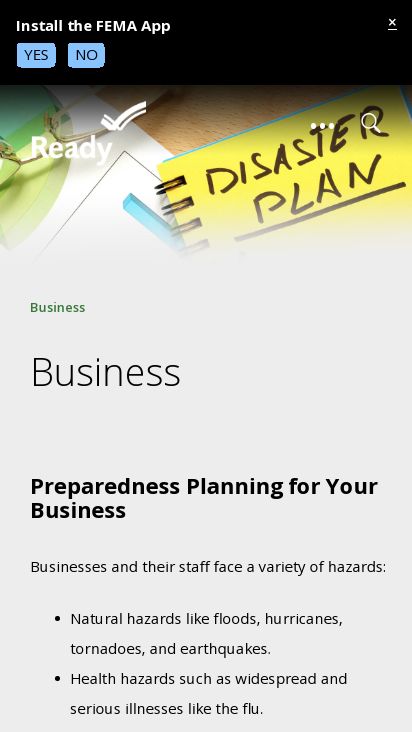 Install the FEMA App
×
YES NO
Ready
DISASTER
PLAN
Business
Business
Preparedness Planning for Your
Business
Businesses and their staff face a variety of hazards:
• Natural hazards like floods, hurricanes,
tornadoes, and earthquakes.
• Health hazards such as widespread and
serious illnesses like the flu.